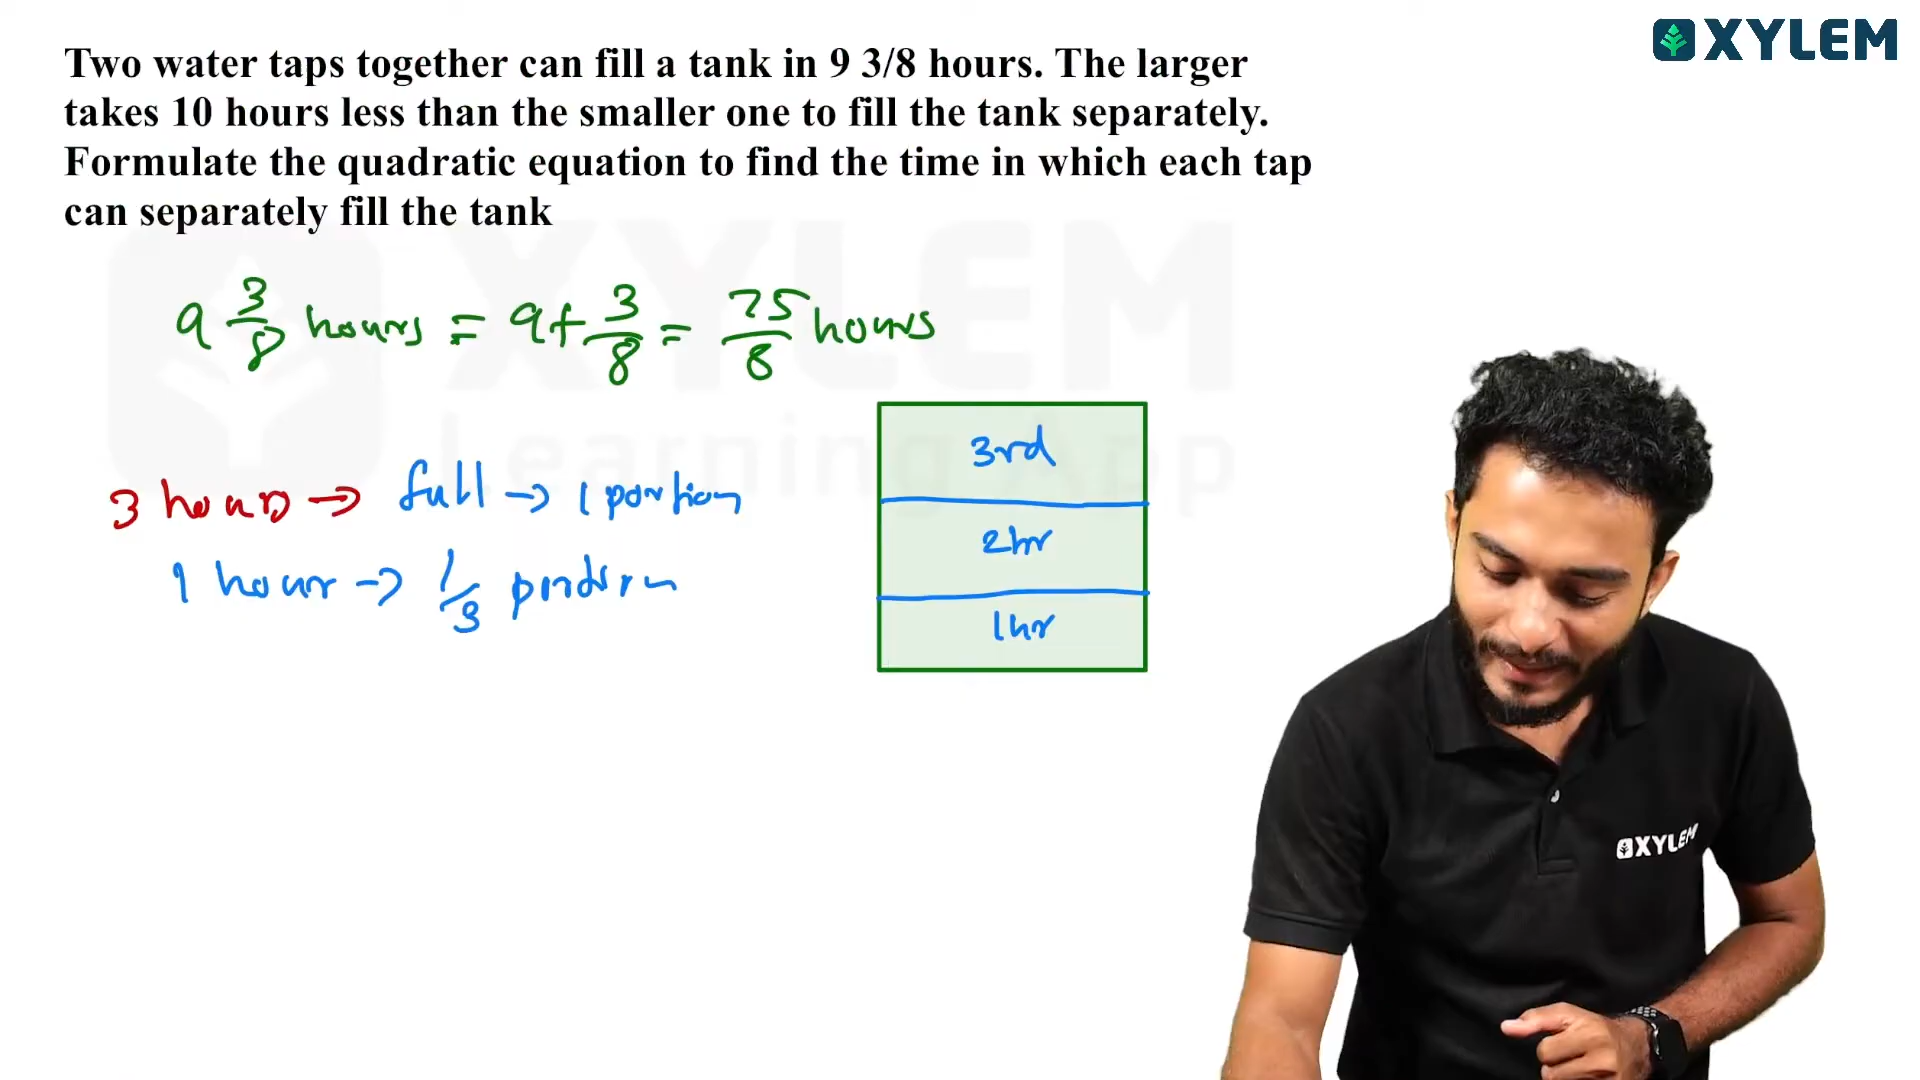 XYLEM
Two water taps together can fill a tank in 9 3/8 hours. The larger
takes 10 hours less than the smaller one to fill the tank separately.
Formulate the quadratic equation to find the time in which each tap
can separately fill the tank
9 3/8 hours = 9+ 3/8 = 75/8 hours
3 hours → full → 1 portion
1 hour → 1/3 portion
3rd
2hr
1hr
XYLEM
Learning App
XYLEM